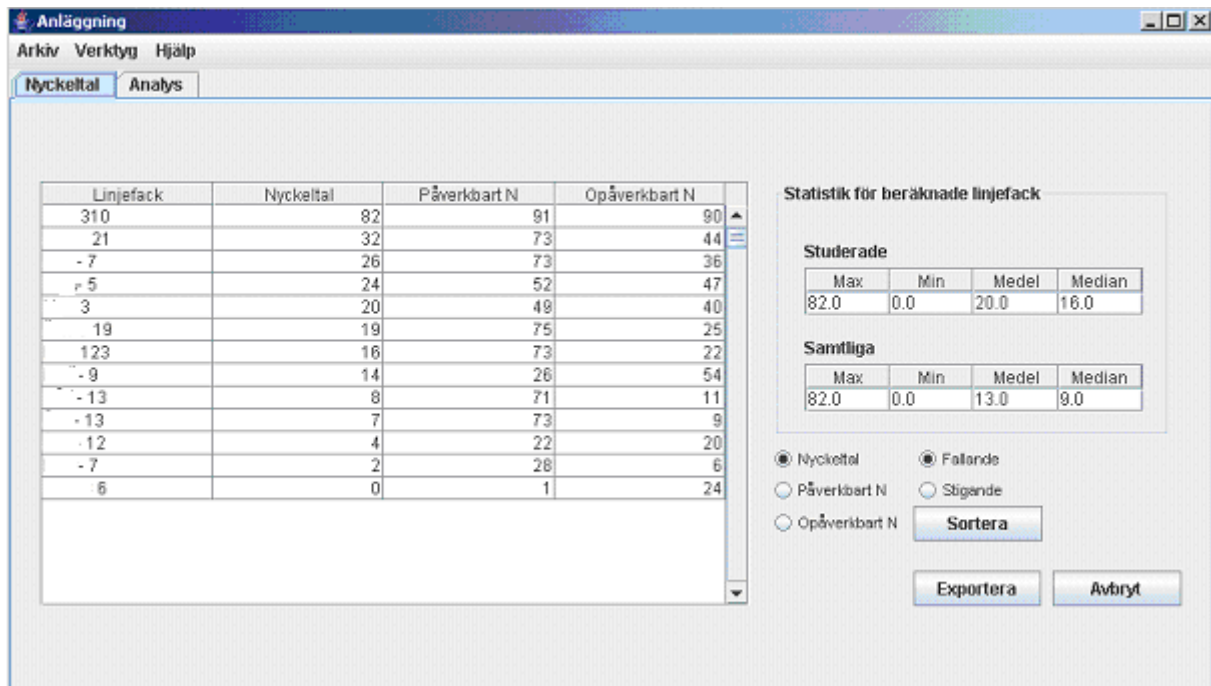 Anläggning
Arkiv Verktyg Hjälp
Nyckeltal Analys
Linjefack Nyckeltal Påverkbart N Opåverkbart N
310 82 91 90
21 32 73 44
- 7 26 73 36
5 24 52 47
3 20 49 40
19 19 75 25
123 16 73 22
- 9 14 26 54
- 13 8 71 11
- 13 7 73 9
12 4 22 20
- 7 2 28 6
6 0 1 24
Statistik för beräknade linjefack
Studerade
Max Min Medel Median
82.0 0.0 20.0 16.0
Samtliga
Max Min Medel Median
82.0 0.0 13.0 9.0
Nyckeltal Fallande
Påverkbart N Stigande
Opåverkbart N Sortera
Exportera Avbryt